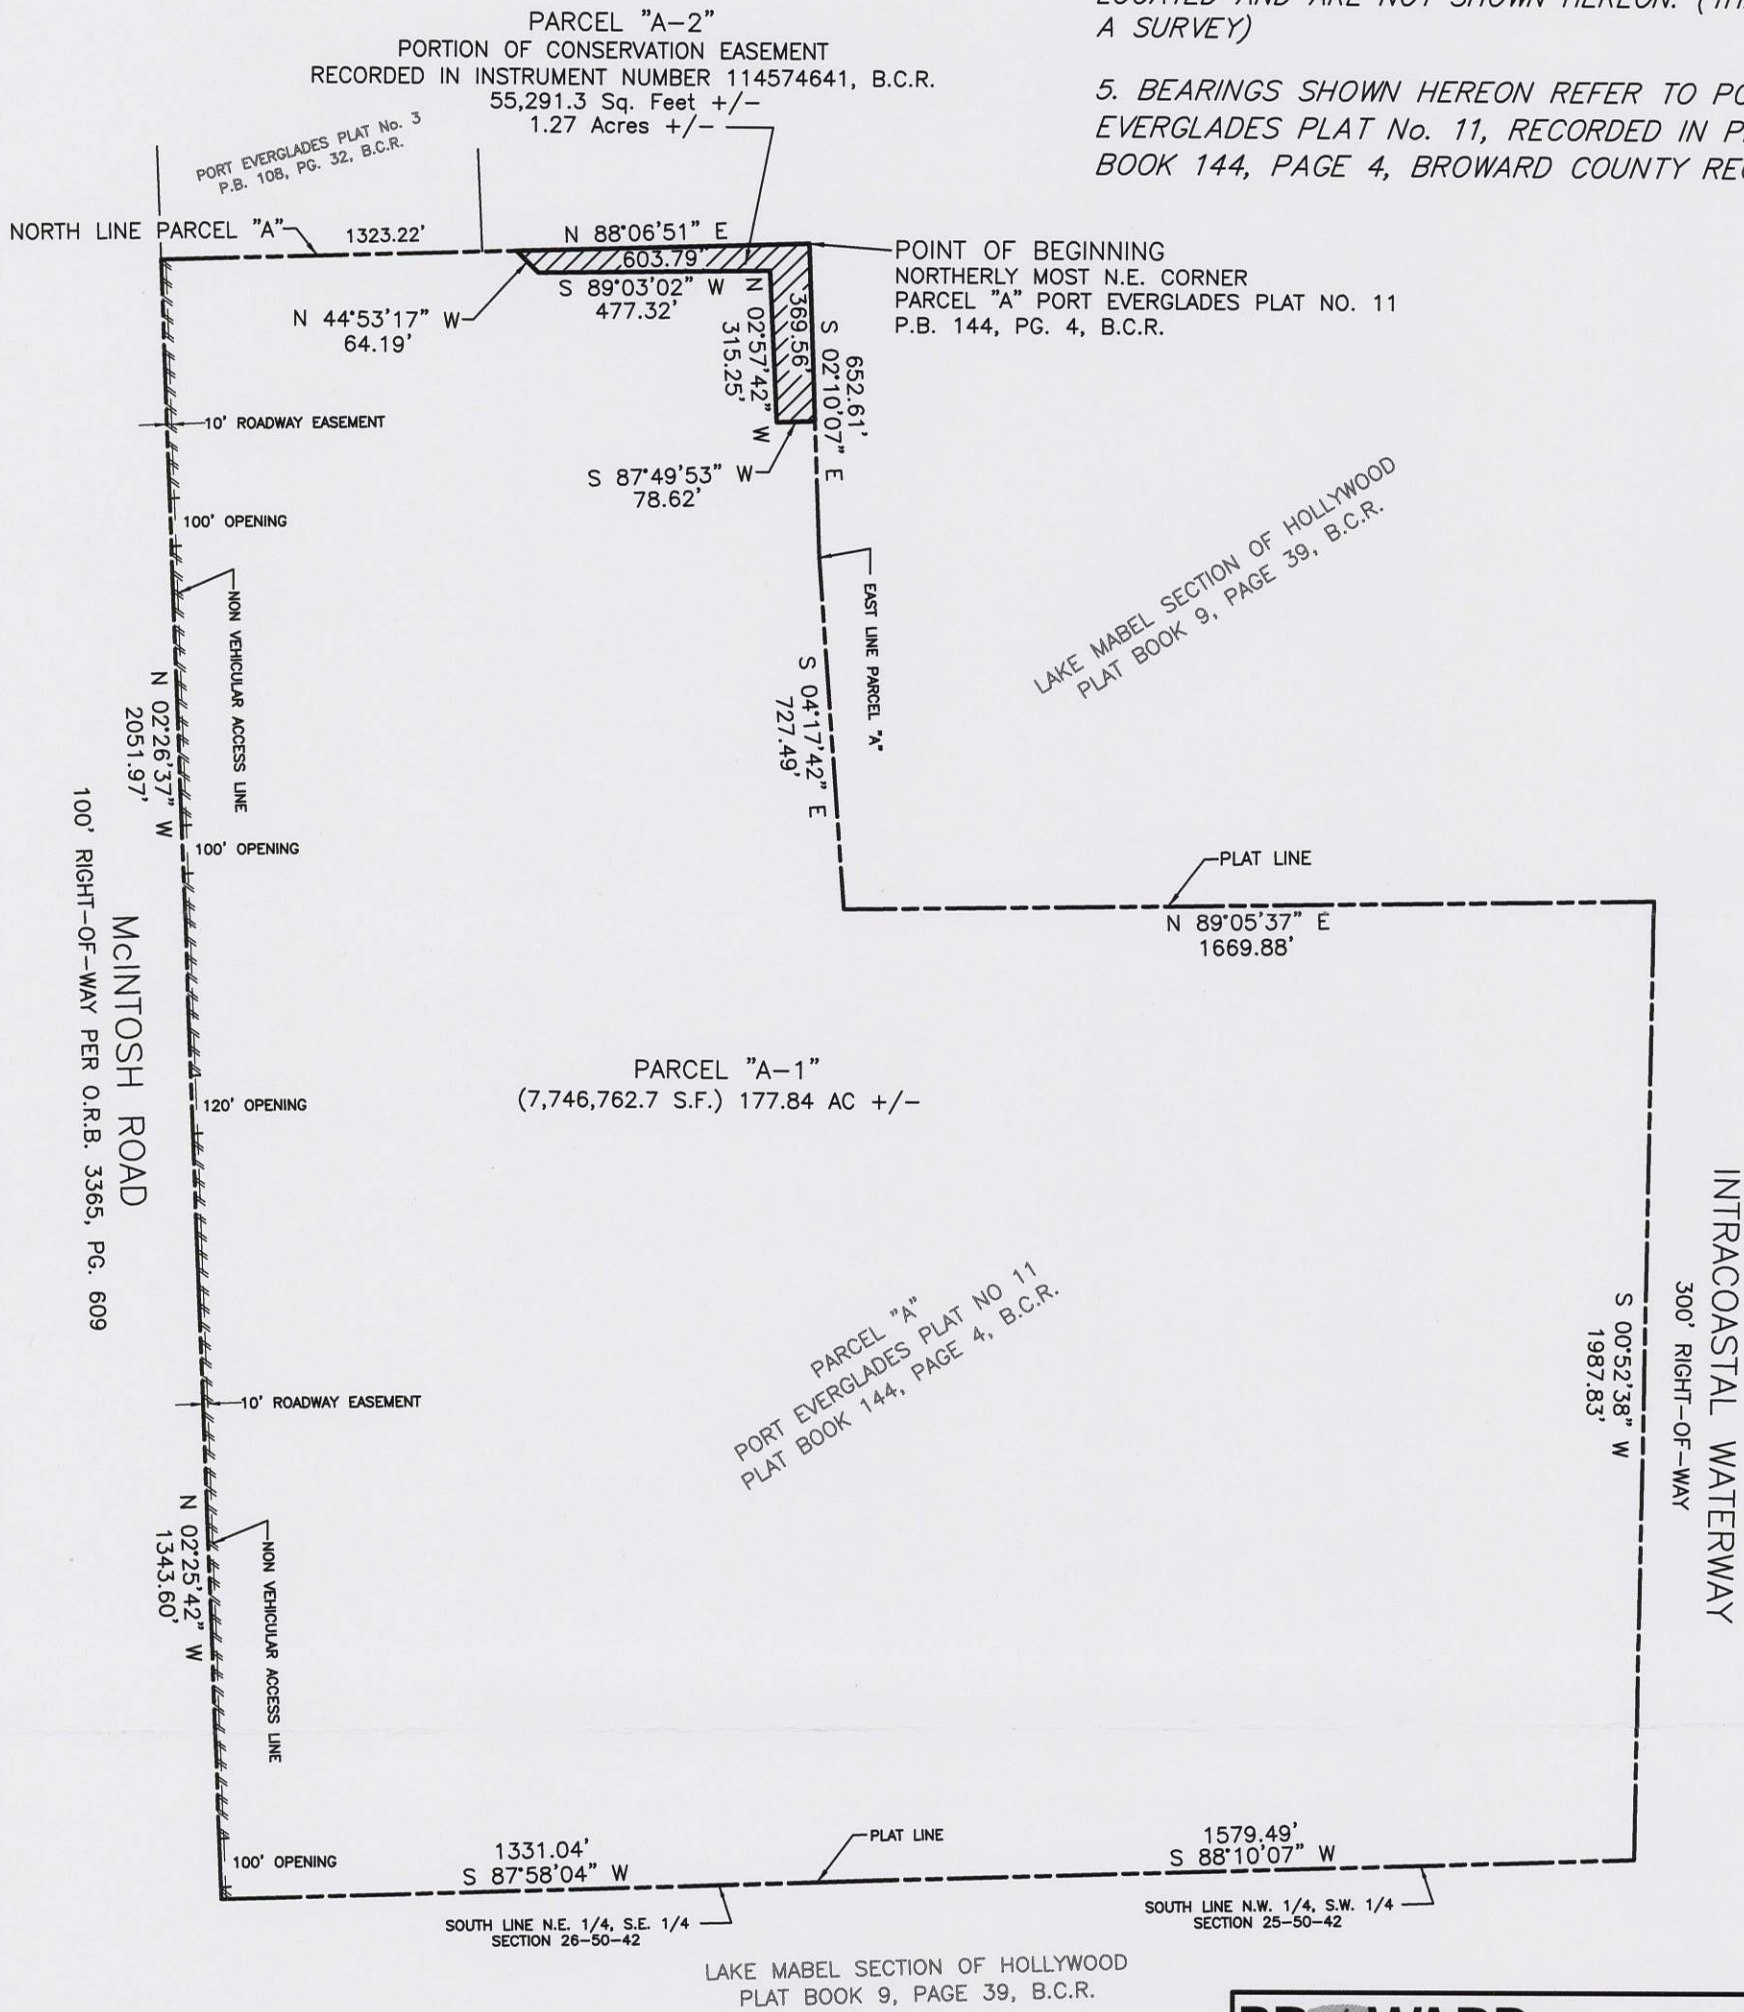 PARCEL "A-2"
PORTION OF CONSERVATION EASEMENT
RECORDED IN INSTRUMENT NUMBER 114574641, B.C.R.
55,291.3 Sq. Feet +/-
1.27 Acres +/-
A SURVEY)
5. BEARINGS SHOWN HEREON REFER TO
EVERGLADES PLAT No. 11, RECORDED IN
BOOK 144, PAGE 4, BROWARD COUNTY
PORT EVERGLADES PLAT No. 3
P.B. 108, PG. 32, B.C.R.
NORTH LINE PARCEL "A"
1323.22'
N 88°06'51" E
603.79'
S 89°03'02" W
477.32'
N 44°53'17" W
64.19'
POINT OF BEGINNING
NORTHERLY MOST N.E. CORNER
PARCEL "A" PORT EVERGLADES PLAT NO. 11
P.B. 144, PG. 4, B.C.R.
369.56'
N 02°57'42" W
315.25'
652.61'
S 02°10'07" E
10' ROADWAY EASEMENT
S 87°49'53" W
78.62'
100' OPENING
LAKE MABEL SECTION OF HOLLYWOOD
PLAT BOOK 9, PAGE 39, B.C.R.
NON VEHICULAR ACCESS LINE
EAST LINE PARCEL "A"
S 04°17'42" E
727.49'
N 02°26'37" W
2051.97'
100' OPENING
PLAT LINE
N 89°05'37" E
1669.88'
McINTOSH ROAD
100' RIGHT-OF-WAY PER O.R.B. 3365, PG. 609
PARCEL "A-1"
(7,746,762.7 S.F.) 177.84 AC +/-
120' OPENING
INTRACOASTAL WATERWAY
300' RIGHT-OF-WAY
S 00°52'38" W
1987.83'
PARCEL "A"
PORT EVERGLADES PLAT NO 11
PLAT BOOK 144, PAGE 4, B.C.R.
10' ROADWAY EASEMENT
N 02°25'42" W
1343.60'
NON VEHICULAR ACCESS LINE
100' OPENING
1331.04'
S 87°58'04" W
PLAT LINE
1579.49'
S 88°10'07" W
SOUTH LINE N.E. 1/4, S.E. 1/4
SECTION 26-50-42
SOUTH LINE N.W. 1/4, S.W. 1/4
SECTION 25-50-42
LAKE MABEL SECTION OF HOLLYWOOD
PLAT BOOK 9, PAGE 39, B.C.R.